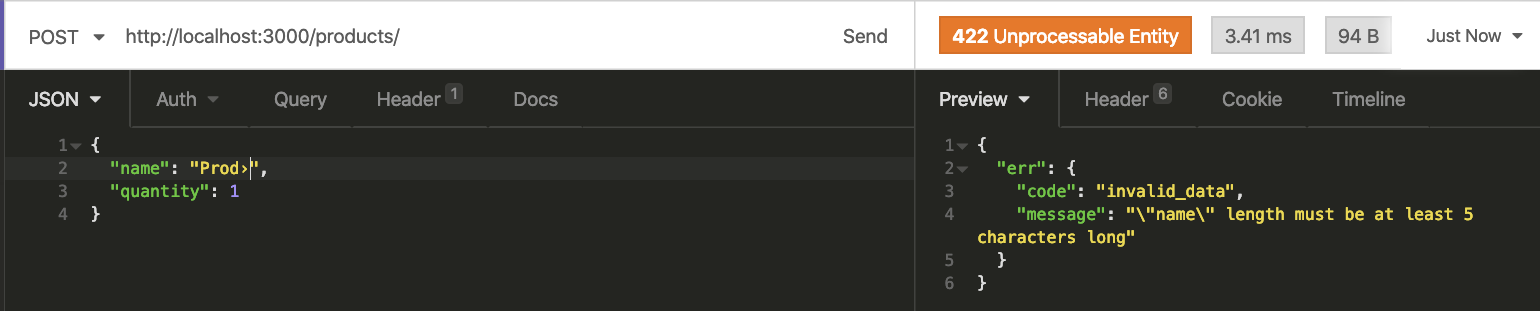 POST http://localhost:3000/products/ Send 422 Unprocessable Entity 3.41 ms 94 B Just Now
JSON Auth Query Header 1 Docs
Preview Header 6 Cookie Timeline
1 {
2 "name": "Prod›",
3 "quantity": 1
4 }
1 {
2 "err": {
3 "code": "invalid_data",
4 "message": "\"name\" length must be at least 5
characters long"
5 }
6 }